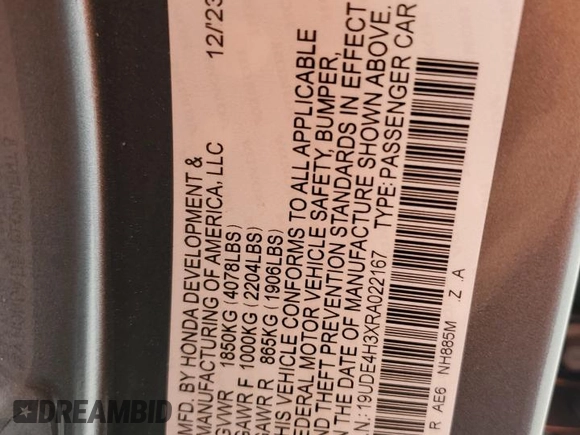 12/23
MFD. BY HONDA DEVELOPMENT &
MANUFACTURING OF AMERICA, LLC
GVWR 1850KG (4078LBS)
GAWR F 1000KG (2204LBS)
GAWR R 865KG (1906LBS)
THIS VEHICLE CONFORMS TO ALL APPLICABLE
FEDERAL MOTOR VEHICLE SAFETY, BUMPER,
AND THEFT PREVENTION STANDARDS IN EFFECT
ON THE DATE OF MANUFACTURE SHOWN ABOVE.
.N.:19UDE4H3XRA022167 TYPE:PASSENGER CAR
R AE6 NH885M Z .A
DREAMBID